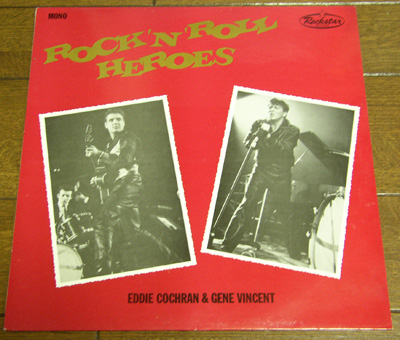 MONO
Rockstar
ROCK'N'ROLL
HEROES
EDDIE COCHRAN & GENE VINCENT